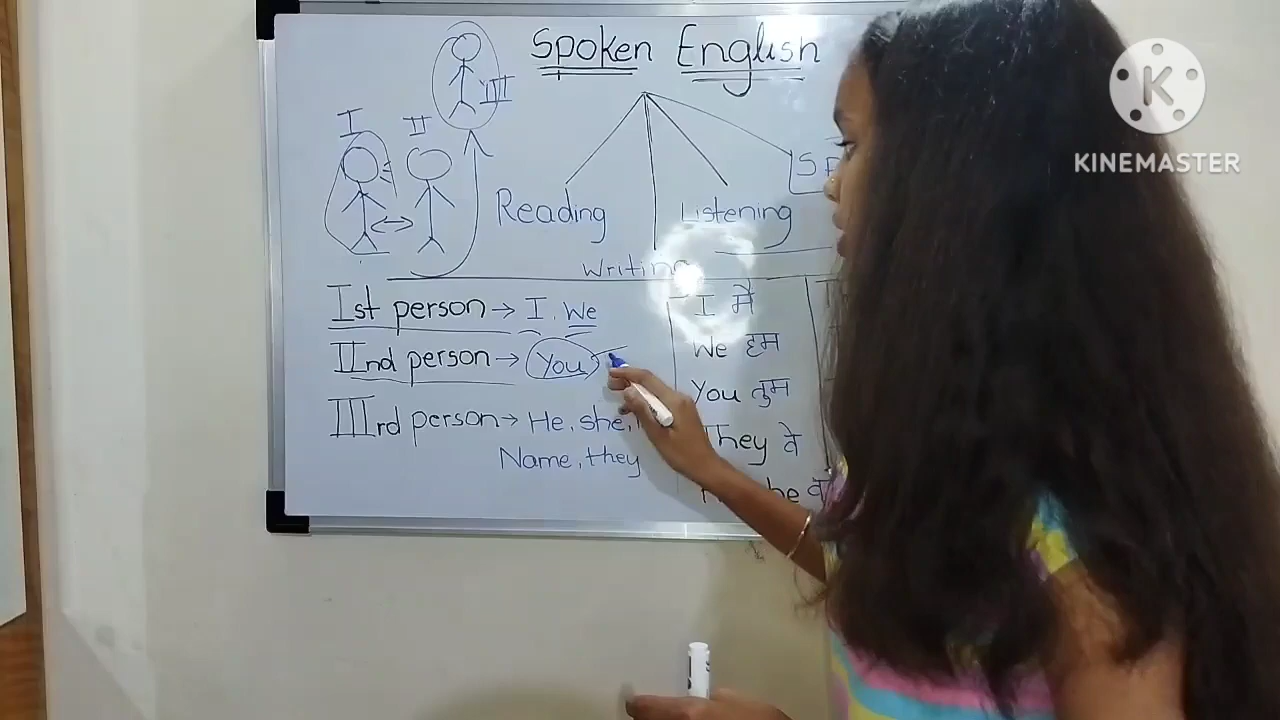 Spoken English
III
I II
Reading Listening
Writing
Ist person → I, We
IInd person → You
IIIrd person → He, she,
Name, they
I मै
We हम
You तुम
They वे
he
K
KINEMASTER